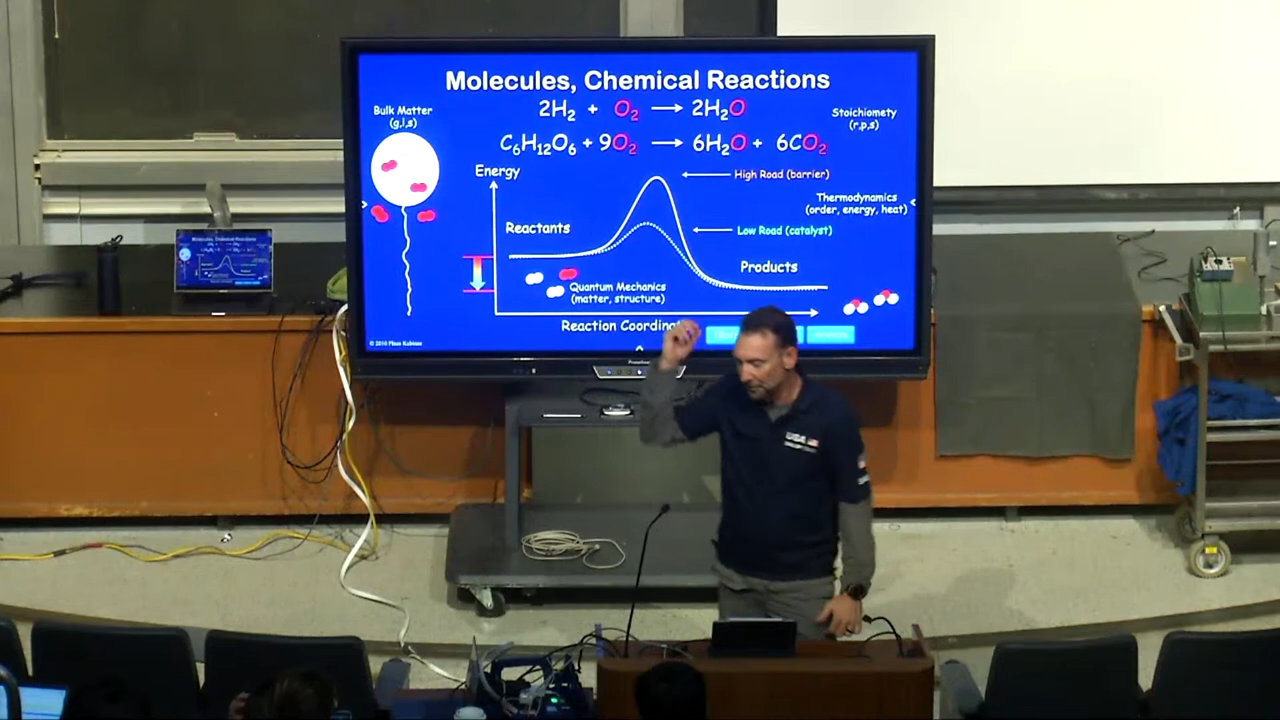 Molecules, Chemical Reactions
2H₂ + O₂ → 2H₂O
C₆H₁₂O₆ + 9O₂ → 6H₂O + 6CO₂
Bulk Matter
(g,l,s)
Stoichiometry
(r,p,s)
Energy
High Road (barrier)
Thermodynamics
(order, energy, heat)
Reactants
Low Road (catalyst)
Products
Quantum Mechanics
(matter, structure)
Reaction
USA